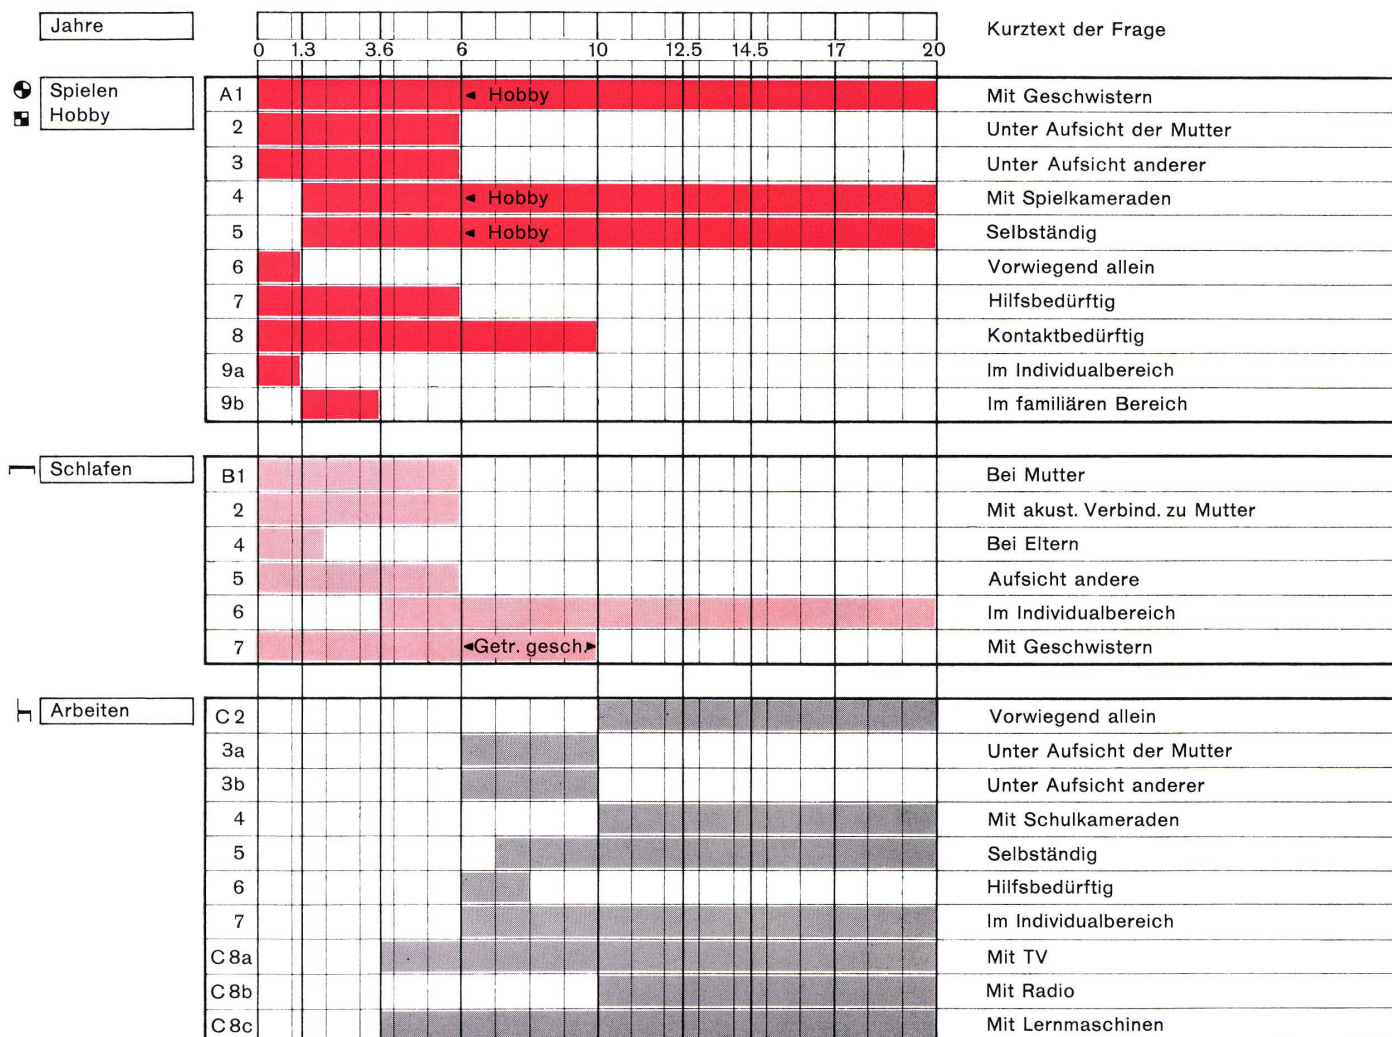 Jahre
Kurztext der Frage
0 1.3 3.6 6 10 12.5 14.5 17 20
Spielen
Hobby
A1 ◄ Hobby Mit Geschwistern
2 Unter Aufsicht der Mutter
3 Unter Aufsicht anderer
4 ◄ Hobby Mit Spielkameraden
5 ◄ Hobby Selbständig
6 Vorwiegend allein
7 Hilfsbedürftig
8 Kontaktbedürftig
9a Im Individualbereich
9b Im familiären Bereich
Schlafen
B1 Bei Mutter
2 Mit akust. Verbind. zu Mutter
4 Bei Eltern
5 Aufsicht andere
6 Im Individualbereich
7 ◄Getr. gesch.► Mit Geschwistern
Arbeiten
C2 Vorwiegend allein
3a Unter Aufsicht der Mutter
3b Unter Aufsicht anderer
4 Mit Schulkameraden
5 Selbständig
6 Hilfsbedürftig
7 Im Individualbereich
C8a Mit TV
C8b Mit Radio
C8c Mit Lernmaschinen